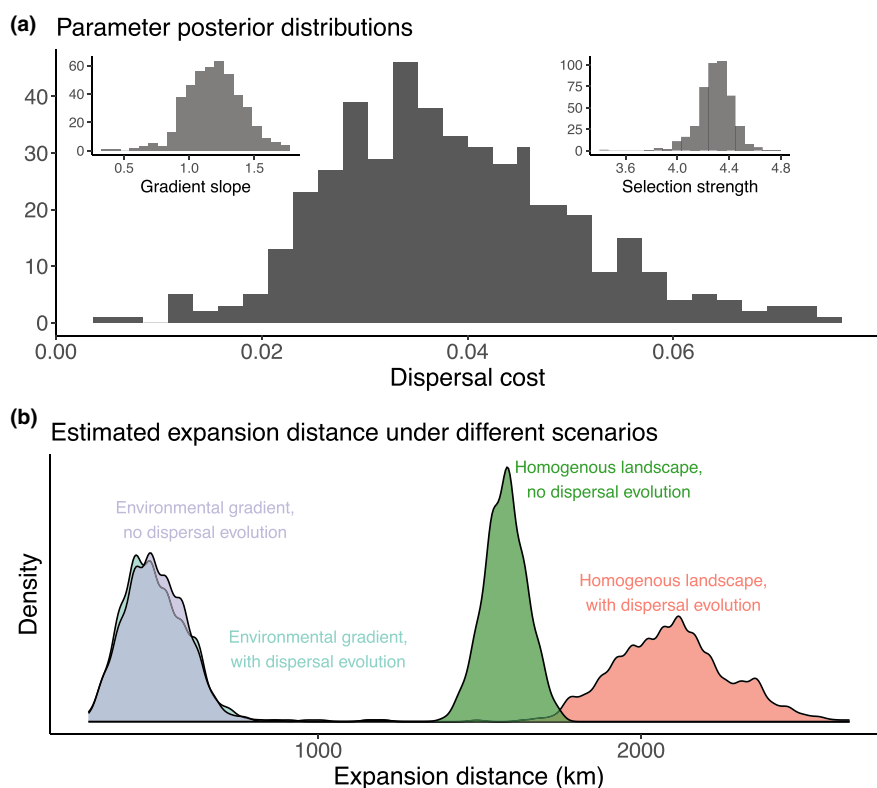 (a) Parameter posterior distributions
60
40
20
0
0.5 1.0 1.5
Gradient slope
100
75
50
25
0
3.6 4.0 4.4 4.8
Selection strength
40
30
20
10
0
0.00 0.02 0.04 0.06
Dispersal cost
(b)
Estimated expansion distance under different scenarios
Homogenous landscape,
no dispersal evolution
Environmental gradient,
no dispersal evolution
Homogenous landscape,
with dispersal evolution
Environmental gradient,
with dispersal evolution
Density
1000 2000
Expansion distance (km)